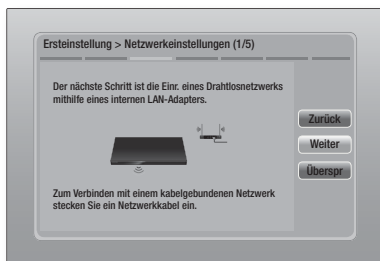 Ersteinstellung > Netzwerkeinstellungen (1/5)
Der nächste Schritt ist die Einr. eines Drahtlosnetzwerks
mithilfe eines internen LAN-Adapters.
Zum Verbinden mit einem kabelgebundenen Netzwerk
stecken Sie ein Netzwerkkabel ein.
Zurück
Weiter
Überspr